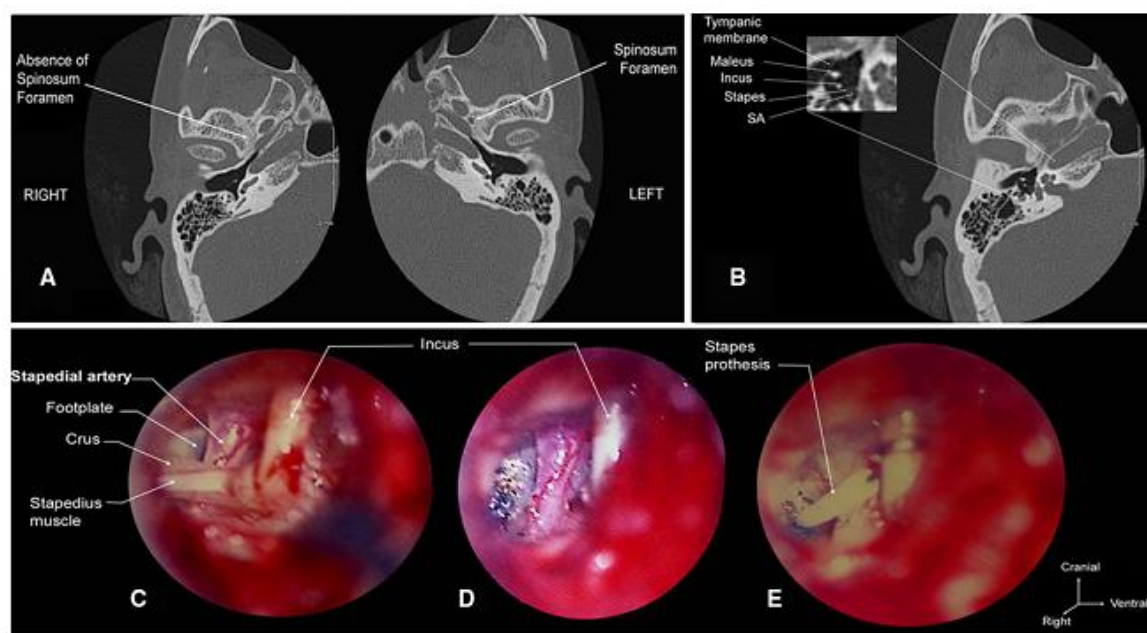 Absence of
Spinosum
Foramen
RIGHT
A
Spinosum
Foramen
LEFT
Tympanic
membrane
Maleus
Incus
Stapes
SA
B
Stapedial artery
Footplate
Crus
Stapedius
muscle
C
Incus
D
Stapes
prothesis
E
Cranial
Ventral
Right